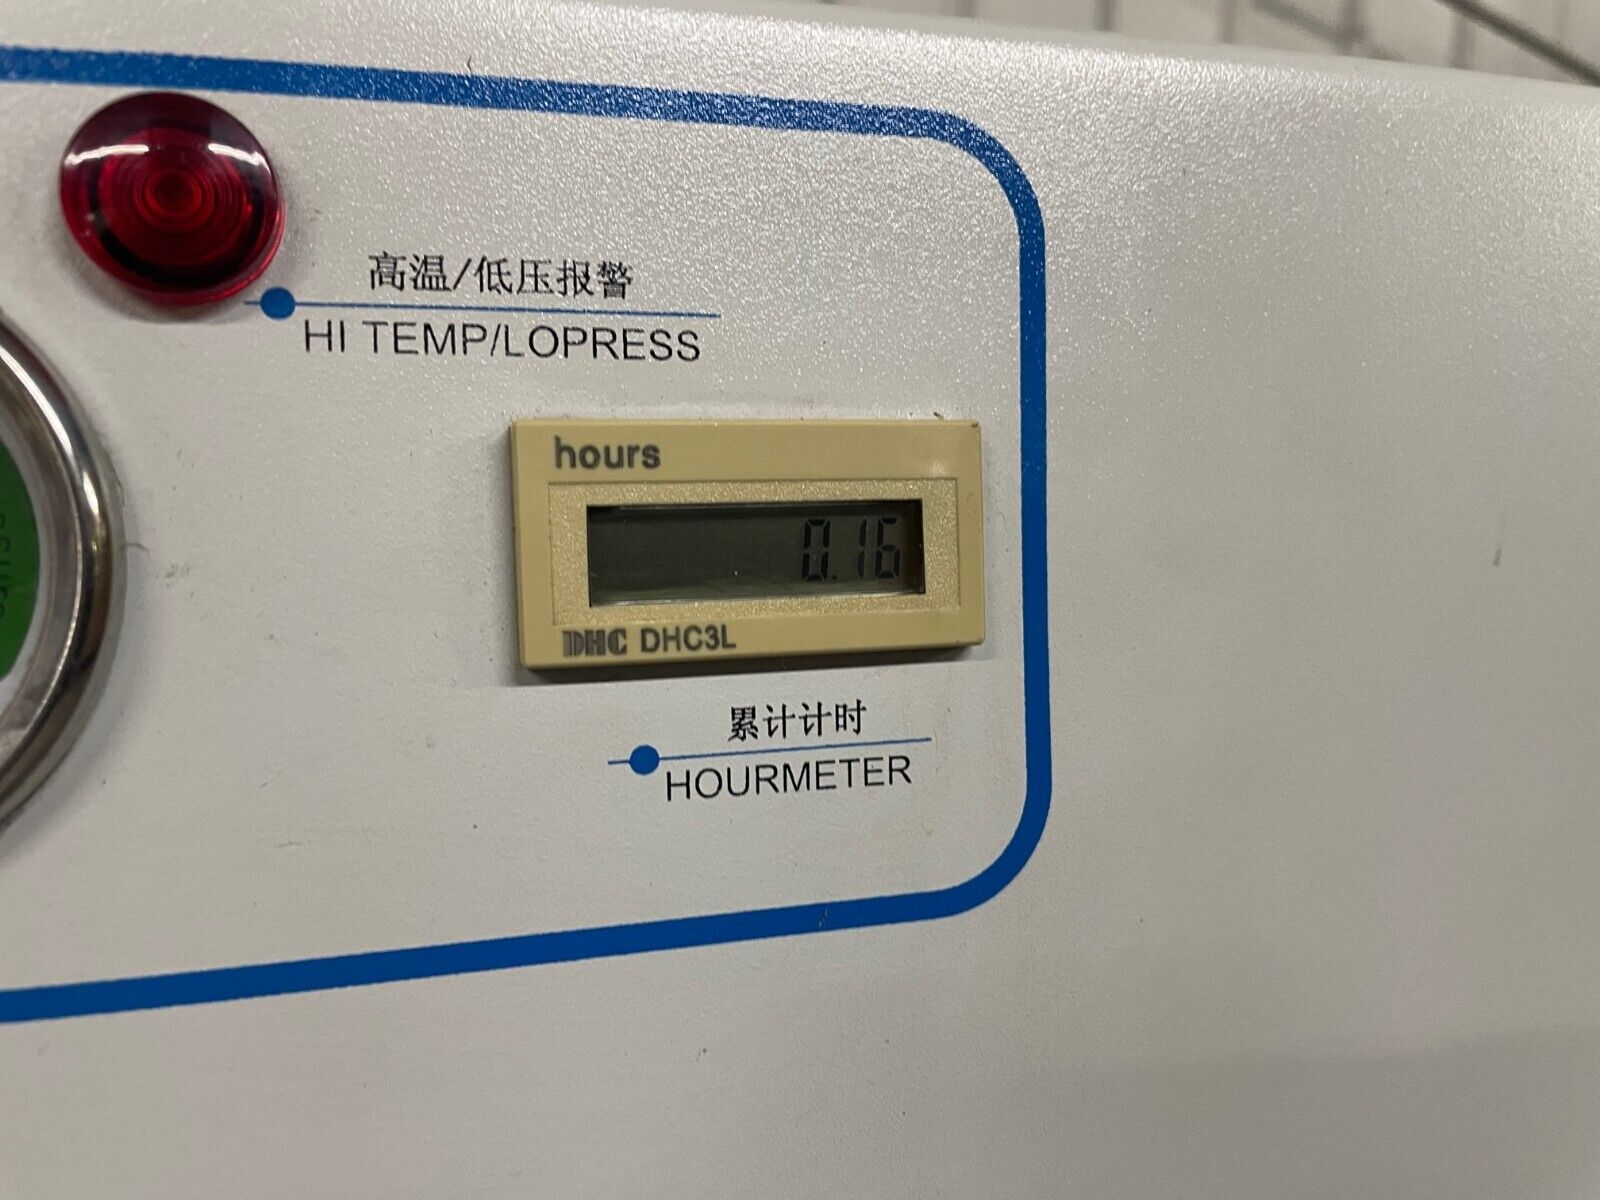 高温/低压报警
HI TEMP/LOPRESS
hours
0.16
DHC DHC3L
累计计时
HOURMETER